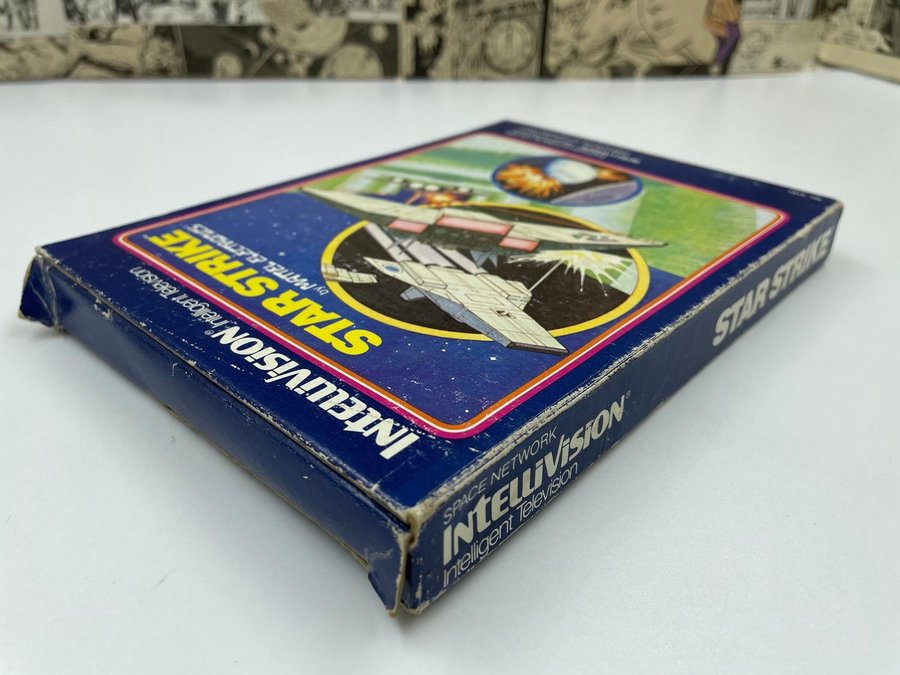 INTELLIVISION®
Intelligent Television
STAR STRIKE
by MATTEL ELECTRONICS
SPACE NETWORK
INTELLIVISION®
Intelligent Television
STAR STRIKE